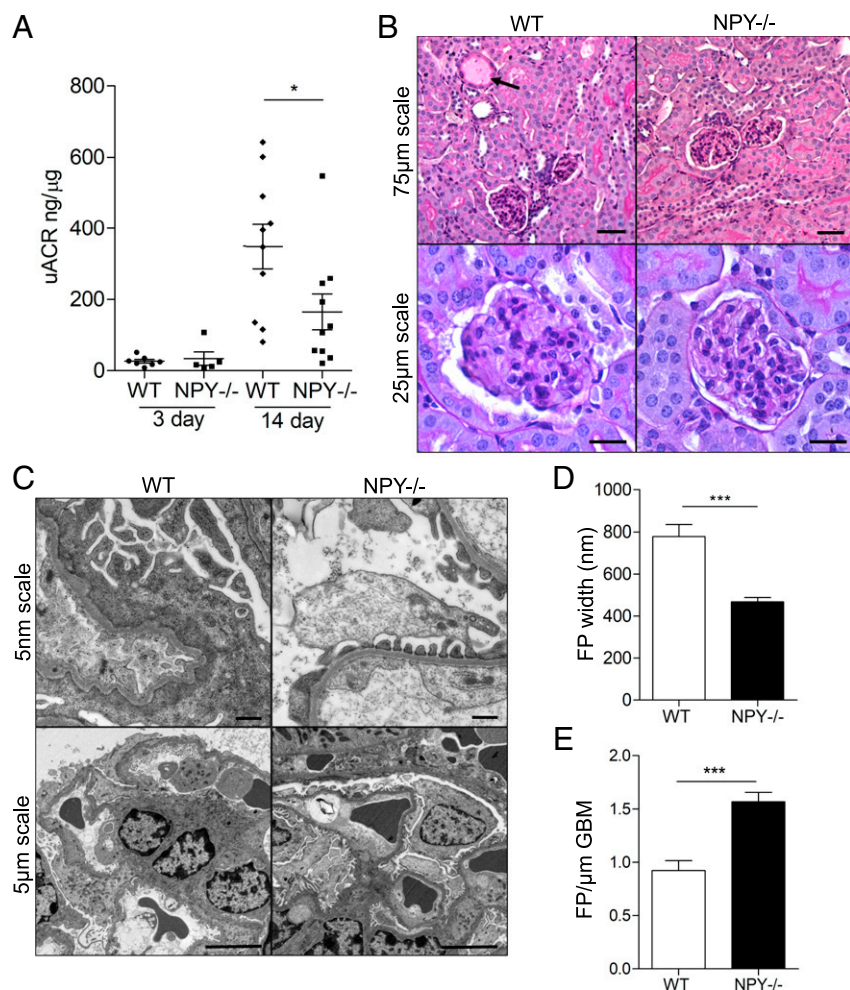 A
uACR ng/µg
800
600
400
200
0
*
WT NPY-/- WT NPY-/-
3 day 14 day
B
WT NPY-/-
75µm scale
25µm scale
C
WT NPY-/-
5nm scale
5µm scale
D
FP width (nm)
1000
800
600
400
200
0
***
WT NPY-/-
E
FP/µm GBM
2.0
1.5
1.0
0.5
0.0
***
WT NPY-/-